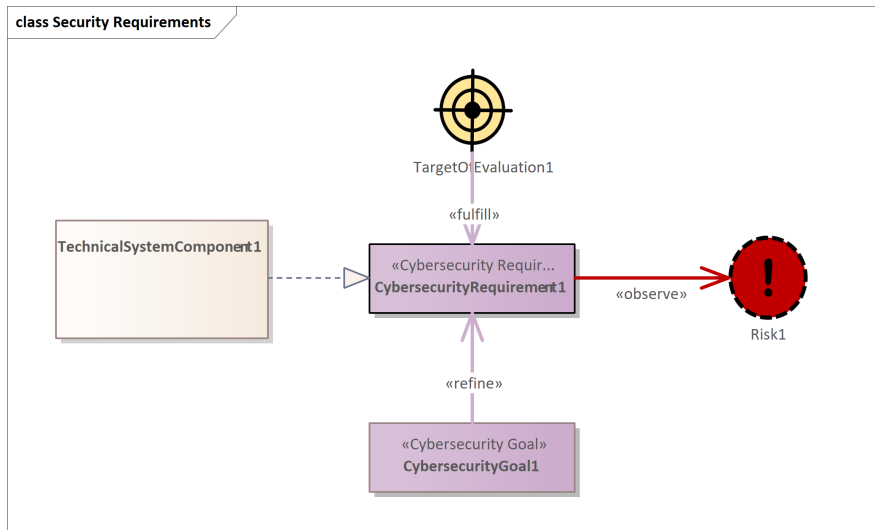 class Security Requirements
TargetOfEvaluation1
«fulfill»
TechnicalSystemComponent1
«Cybersecurity Requir...
CybersecurityRequirement1
«observe»
Risk1
«refine»
«Cybersecurity Goal»
CybersecurityGoal1